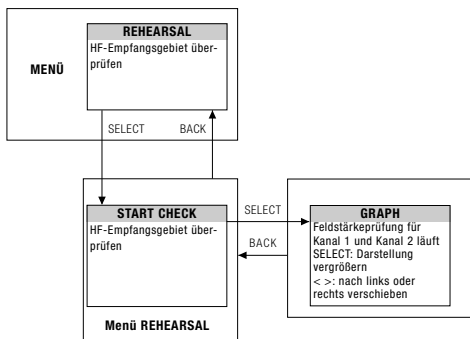 REHEARSAL
HF-Empfangsgebiet über-
prüfen
MENÜ
SELECT
BACK
START CHECK
HF-Empfangsgebiet über-
prüfen
Menü REHEARSAL
SELECT
BACK
GRAPH
Feldstärkeprüfung für
Kanal 1 und Kanal 2 läuft
SELECT: Darstellung
vergrößern
< >: nach links oder
rechts verschieben